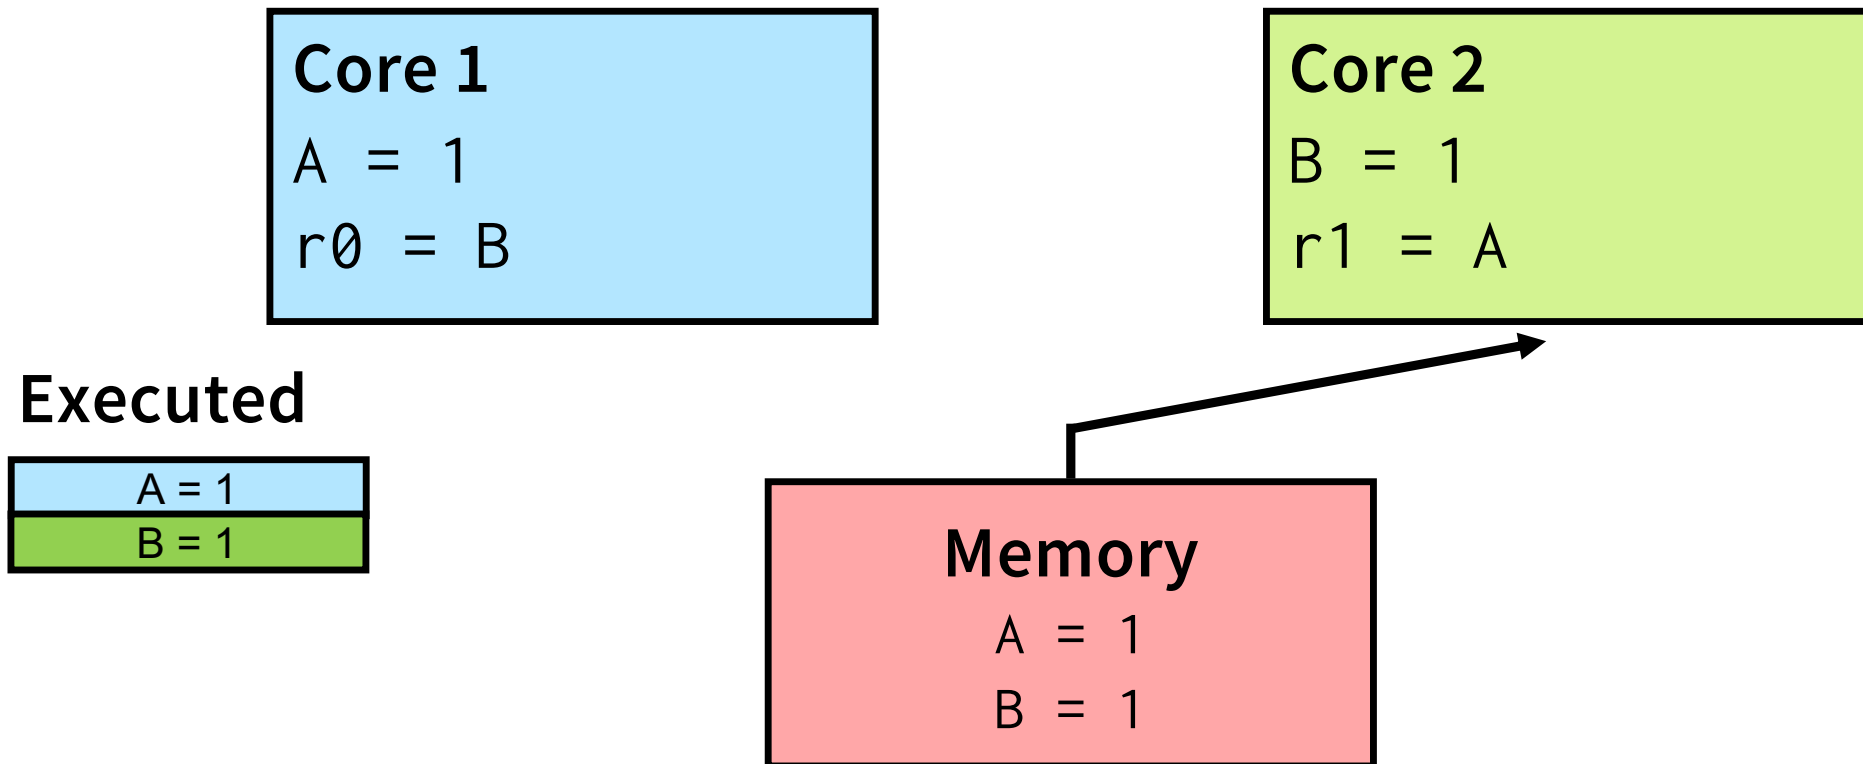 Core 1
A = 1
r0 = B
Core 2
B = 1
r1 = A
Executed
A = 1
B = 1
Memory
A = 1
B = 1